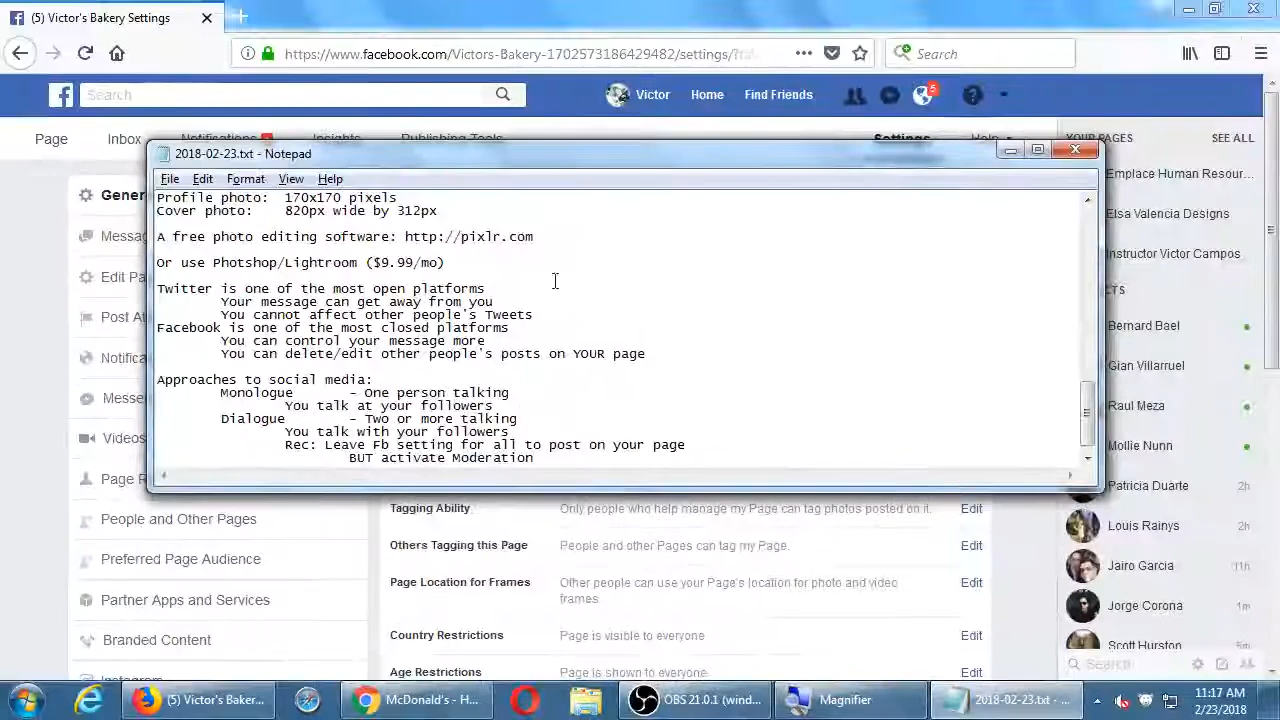 (5) Victor's Bakery Settings
https://www.facebook.com/Victors-Bakery-1702573186429482/settings/?
Search
Search
Victor
Home
Find Friends
5
Page
Inbox
Notifications
Insights
Publishing Tools
Settings
Help
YOUR PAGES
SEE ALL
2018-02-23.txt - Notepad
File
Edit
Format
View
Help
Profile photo: 170x170 pixels
Cover photo: 820px wide by 312px
A free photo editing software: http://pixlr.com
Or use Photshop/Lightroom ($9.99/mo)
Twitter is one of the most open platforms
Your message can get away from you
You cannot affect other people's Tweets
Facebook is one of the most closed platforms
You can control your message more
You can delete/edit other people's posts on YOUR page
Approaches to social media:
Monologue - One person talking
You talk at your followers
Dialogue - Two or more talking
You talk with your followers
Rec: Leave Fb setting for all to post on your page
BUT activate Moderation
Gener
Messa
Edit Pa
Post At
Notifica
Messe
Videos
Page R
People and Other Pages
Preferred Page Audience
Partner Apps and Services
Branded Content
Tagging Ability
Only people who help manage my Page can tag photos posted on it.
Edit
Others Tagging this Page
People and other Pages can tag my Page.
Edit
Page Location for Frames
Other people can use your Page's location for photo and video
frames.
Edit
Country Restrictions
Page is visible to everyone
Edit
Age Restrictions
Page is shown to everyone.
Edit
Emplace Human Resour...
Elsa Valencia Designs
Instructor Victor Campos
Bernard Bael
Gian Villarruel
Raul Meza
Mollie Nunn
Patricia Duarte
2h
Louis Rainys
2h
Jairo Garcia
11h
Jorge Corona
1m
Scott Hurston
5m
Search
(5) Victor's Baker...
McDonald's - H...
OBS 21.0.1 (wind...
Magnifier
2018-02-23.txt - ...
11:17 AM
2/23/2018